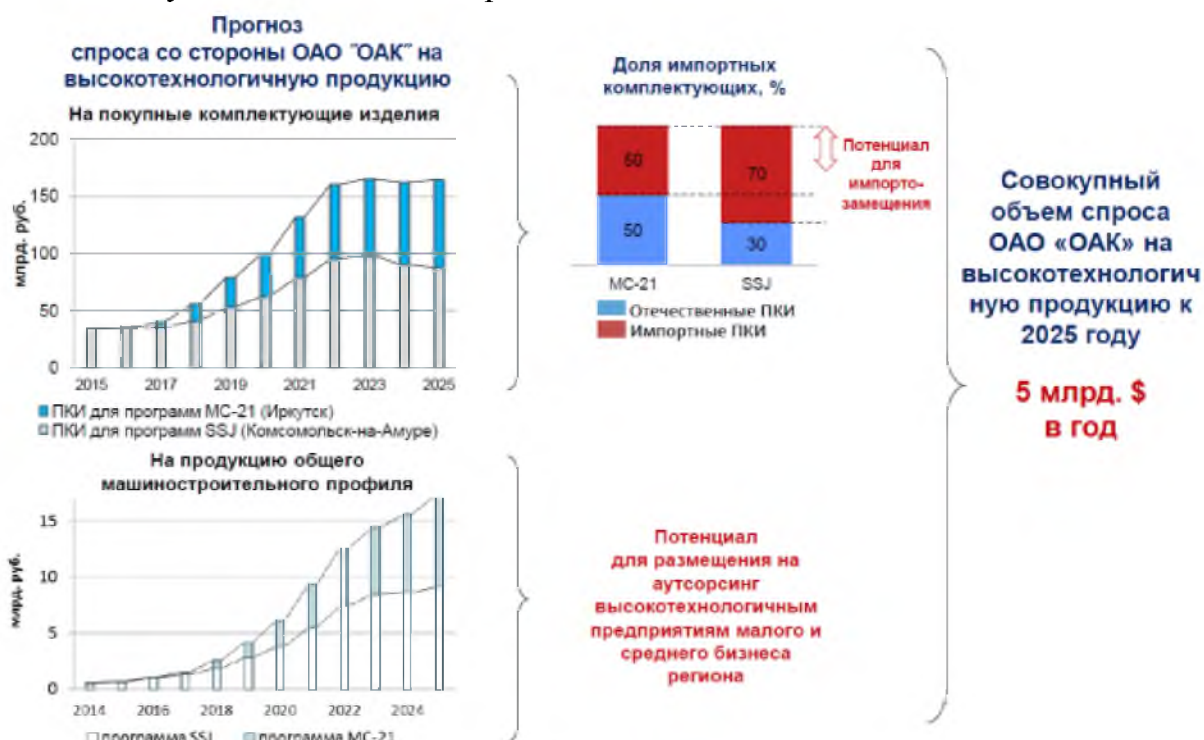 Прогноз
спроса со стороны ОАО "ОАК" на
высокотехнологичную продукцию
На покупные комплектующие изделия
200
150
100
50
0
млрд. руб.
2015 2017 2019 2021 2023 2025
ПКИ для программ МС-21 (Иркутск)
ПКИ для программ SSJ (Комсомольск-на-Амуре)
На продукцию общего
машиностроительного профиля
15
10
5
0
млрд. руб.
2014 2016 2018 2020 2022 2024
программа SSJ программа МС-21
Доля импортных
комплектующих, %
50 70
50 30
МС-21 SSJ
Отечественные ПКИ
Импортные ПКИ
Потенциал
для
импорто-
замещения
Потенциал
для размещения на
аутсорсинг
высокотехнологичным
предприятиям малого и
среднего бизнеса
региона
Совокупный
объем спроса
ОАО «ОАК» на
высокотехнологич
ную продукцию к
2025 году
5 млрд. $
в год